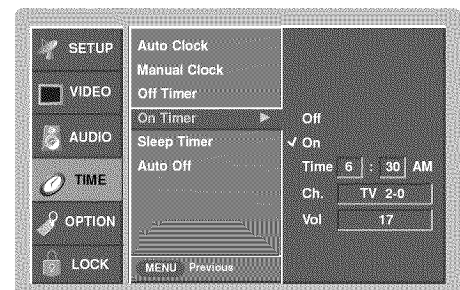 SETUP
VIDEO
AUDIO
TIME
OPTION
LOCK
Auto Clock
Manual Clock
Off Timer
On Timer
Sleep Timer
Auto Off
MENU Previous
Off
On
Time 6 : 30 AM
Ch. TV 2-0
Vol 17